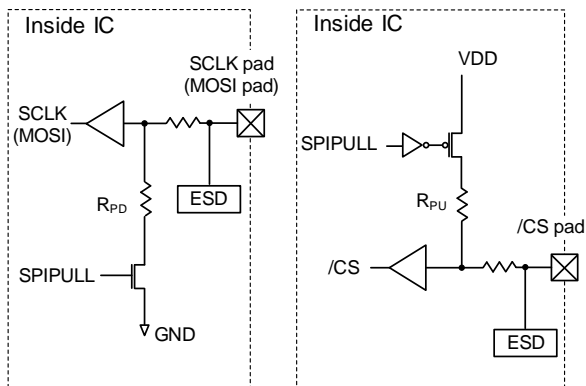 Inside IC
SCLK pad
(MOSI pad)
SCLK
(MOSI)
ESD
RPD
SPIPULL
GND
Inside IC
VDD
SPIPULL
RPU
/CS pad
/CS
ESD